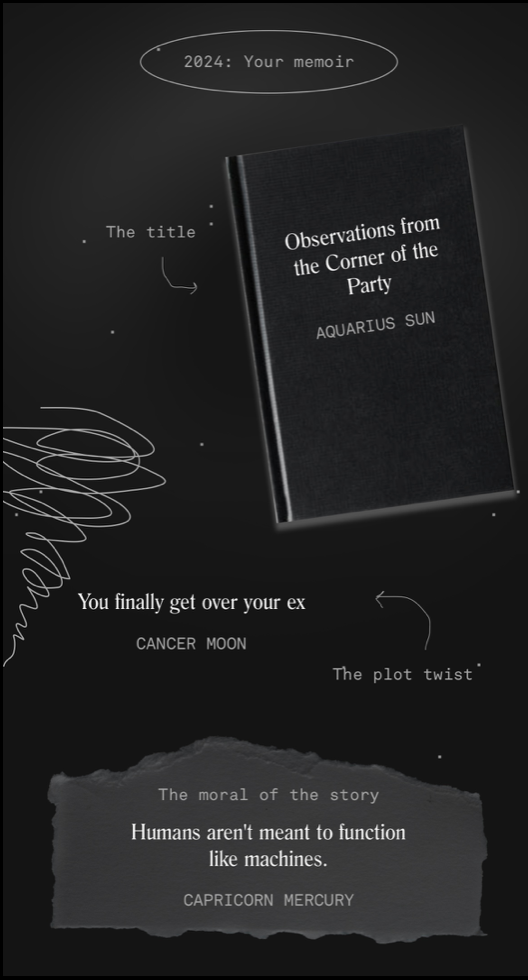 2024: Your memoir
The title
Observations from
the Corner of the
Party
AQUARIUS SUN
You finally get over your ex
CANCER MOON
The plot twist
The moral of the story
Humans aren't meant to function
like machines.
CAPRICORN MERCURY